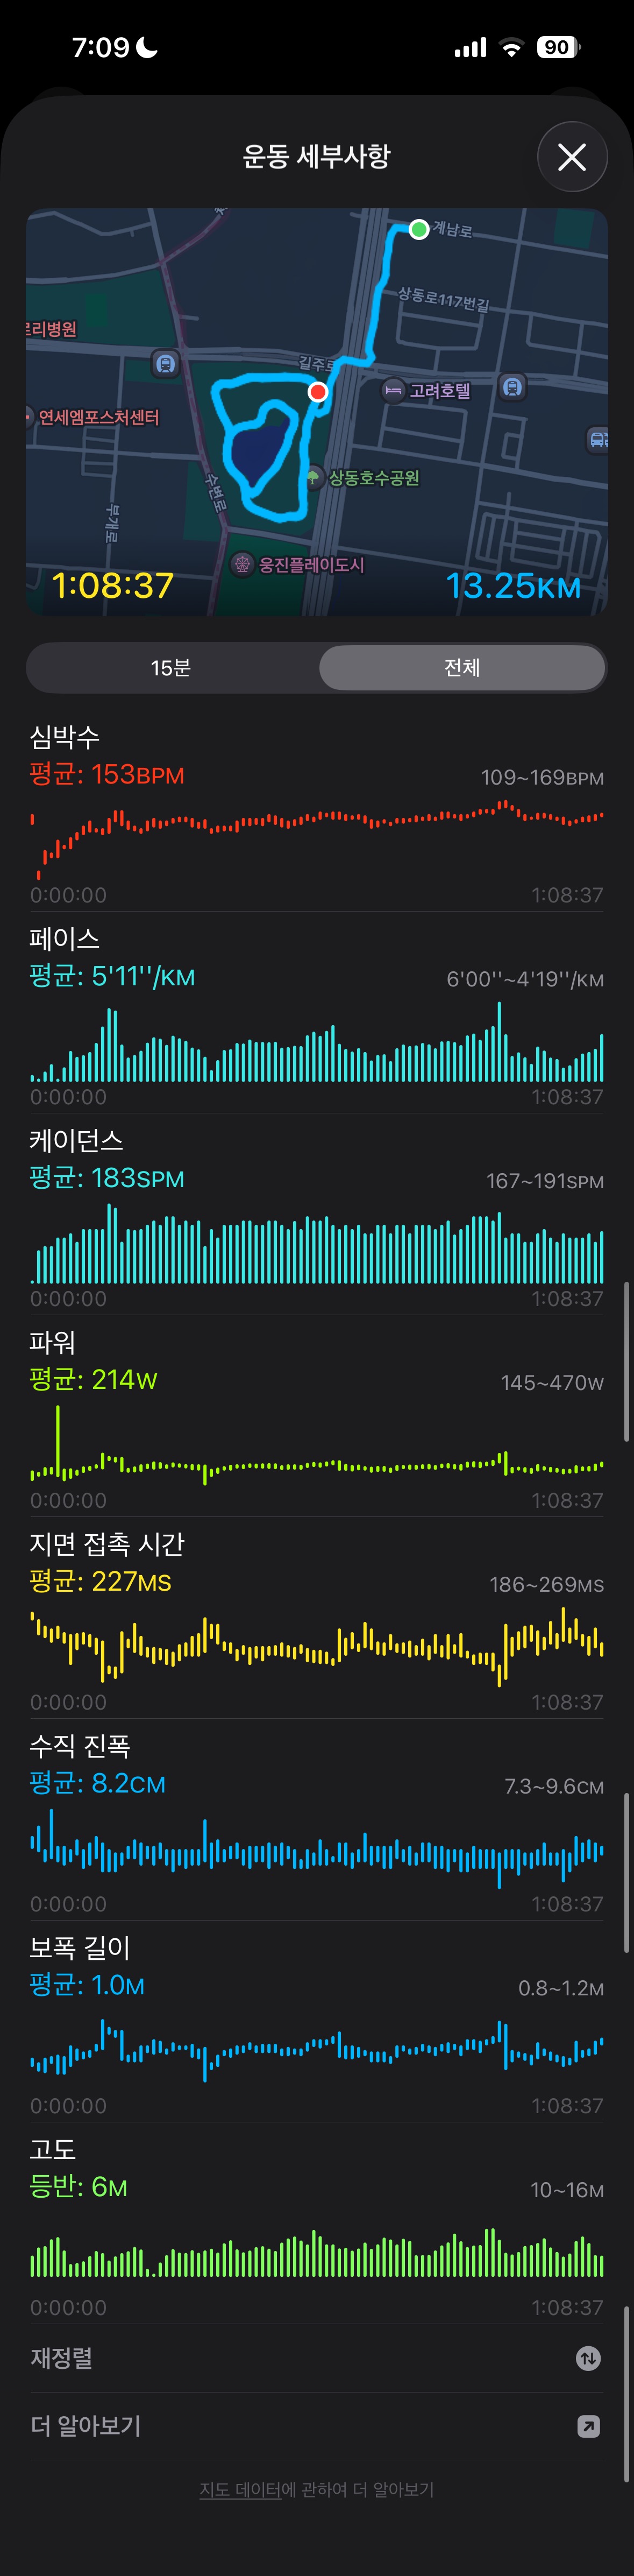 7:09
90
운동 세부사항
계남로
상동로117번길
르리병원
길주로
고려호텔
연세엠포스처센터
수변로
상동호수공원
부개로
웅진플레이도시
1:08:37
13.25KM
15분
전체
심박수
평균: 153BPM
109~169BPM
0:00:00
1:08:37
페이스
평균: 5'11''/KM
6'00''~4'19''/KM
0:00:00
1:08:37
케이던스
평균: 183SPM
167~191SPM
0:00:00
1:08:37
파워
평균: 214W
145~470W
0:00:00
1:08:37
지면 접촉 시간
평균: 227MS
186~269MS
0:00:00
1:08:37
수직 진폭
평균: 8.2CM
7.3~9.6CM
0:00:00
1:08:37
보폭 길이
평균: 1.0M
0.8~1.2M
0:00:00
1:08:37
고도
등반: 6M
10~16M
0:00:00
1:08:37
재정렬
더 알아보기
지도 데이터에 관하여 더 알아보기